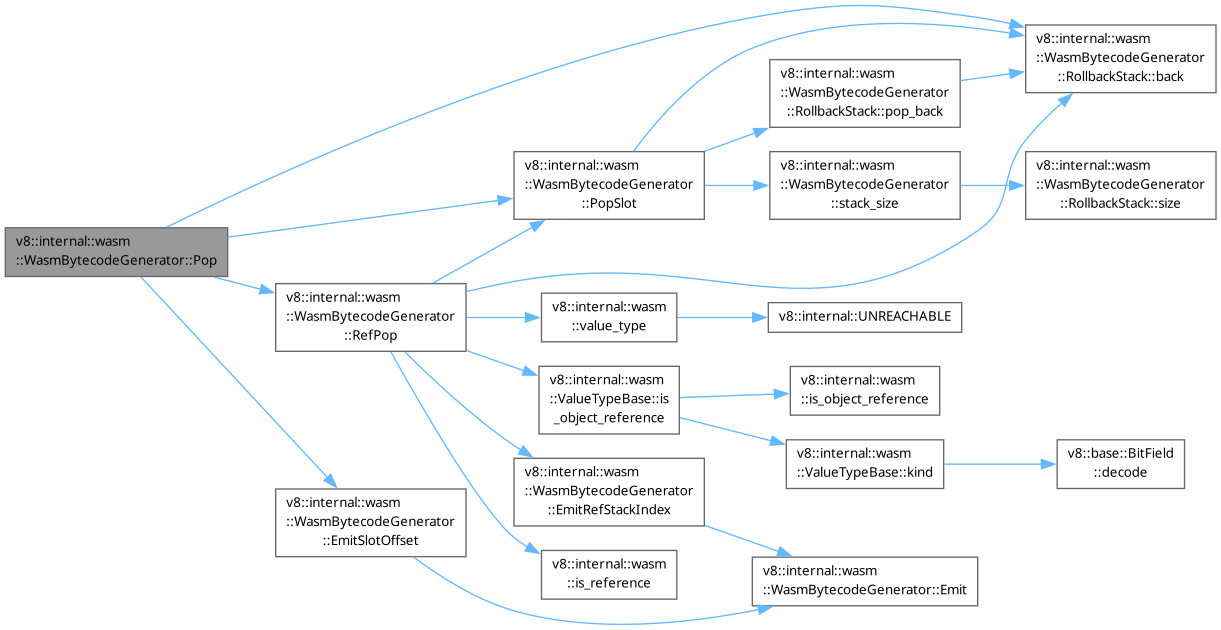 v8::internal::wasm
::WasmBytecodeGenerator::Pop
v8::internal::wasm
::WasmBytecodeGenerator
::RollbackStack::back
v8::internal::wasm
::WasmBytecodeGenerator
::RollbackStack::pop_back
v8::internal::wasm
::WasmBytecodeGenerator
::PopSlot
v8::internal::wasm
::WasmBytecodeGenerator
::stack_size
v8::internal::wasm
::WasmBytecodeGenerator
::RollbackStack::size
v8::internal::wasm
::WasmBytecodeGenerator
::RefPop
v8::internal::wasm
::value_type
v8::internal::UNREACHABLE
v8::internal::wasm
::ValueTypeBase::is
_object_reference
v8::internal::wasm
::is_object_reference
v8::internal::wasm
::ValueTypeBase::kind
v8::base::BitField
::decode
v8::internal::wasm
::WasmBytecodeGenerator
::EmitRefStackIndex
v8::internal::wasm
::WasmBytecodeGenerator
::EmitSlotOffset
v8::internal::wasm
::is_reference
v8::internal::wasm
::WasmBytecodeGenerator::Emit